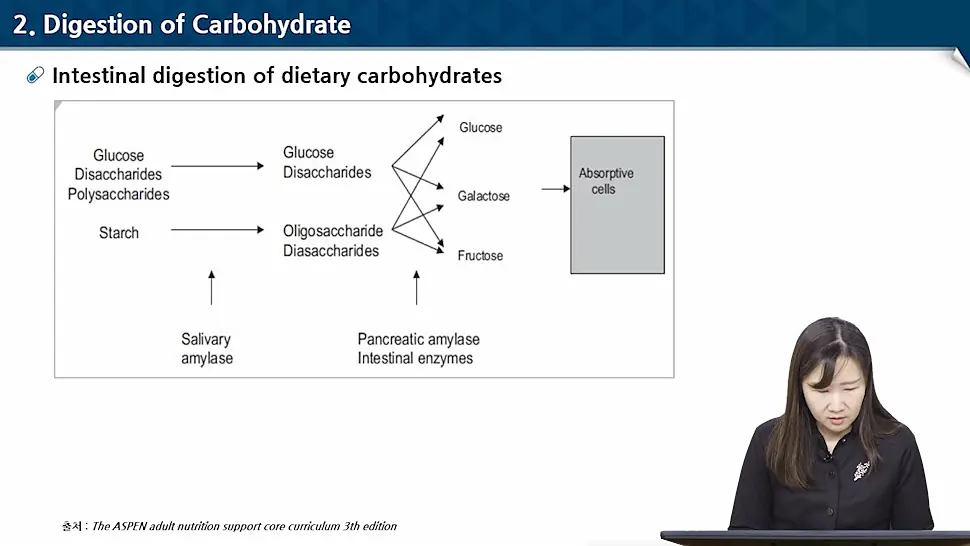 2. Digestion of Carbohydrate
Intestinal digestion of dietary carbohydrates
Glucose
Disaccharides
Polysaccharides
Starch
Glucose
Disaccharides
Oligosaccharide
Diasaccharides
Glucose
Galactose
Fructose
Absorptive
cells
Salivary
amylase
Pancreatic amylase
Intestinal enzymes
출처 : The ASPEN adult nutrition support core curriculum 3th edition